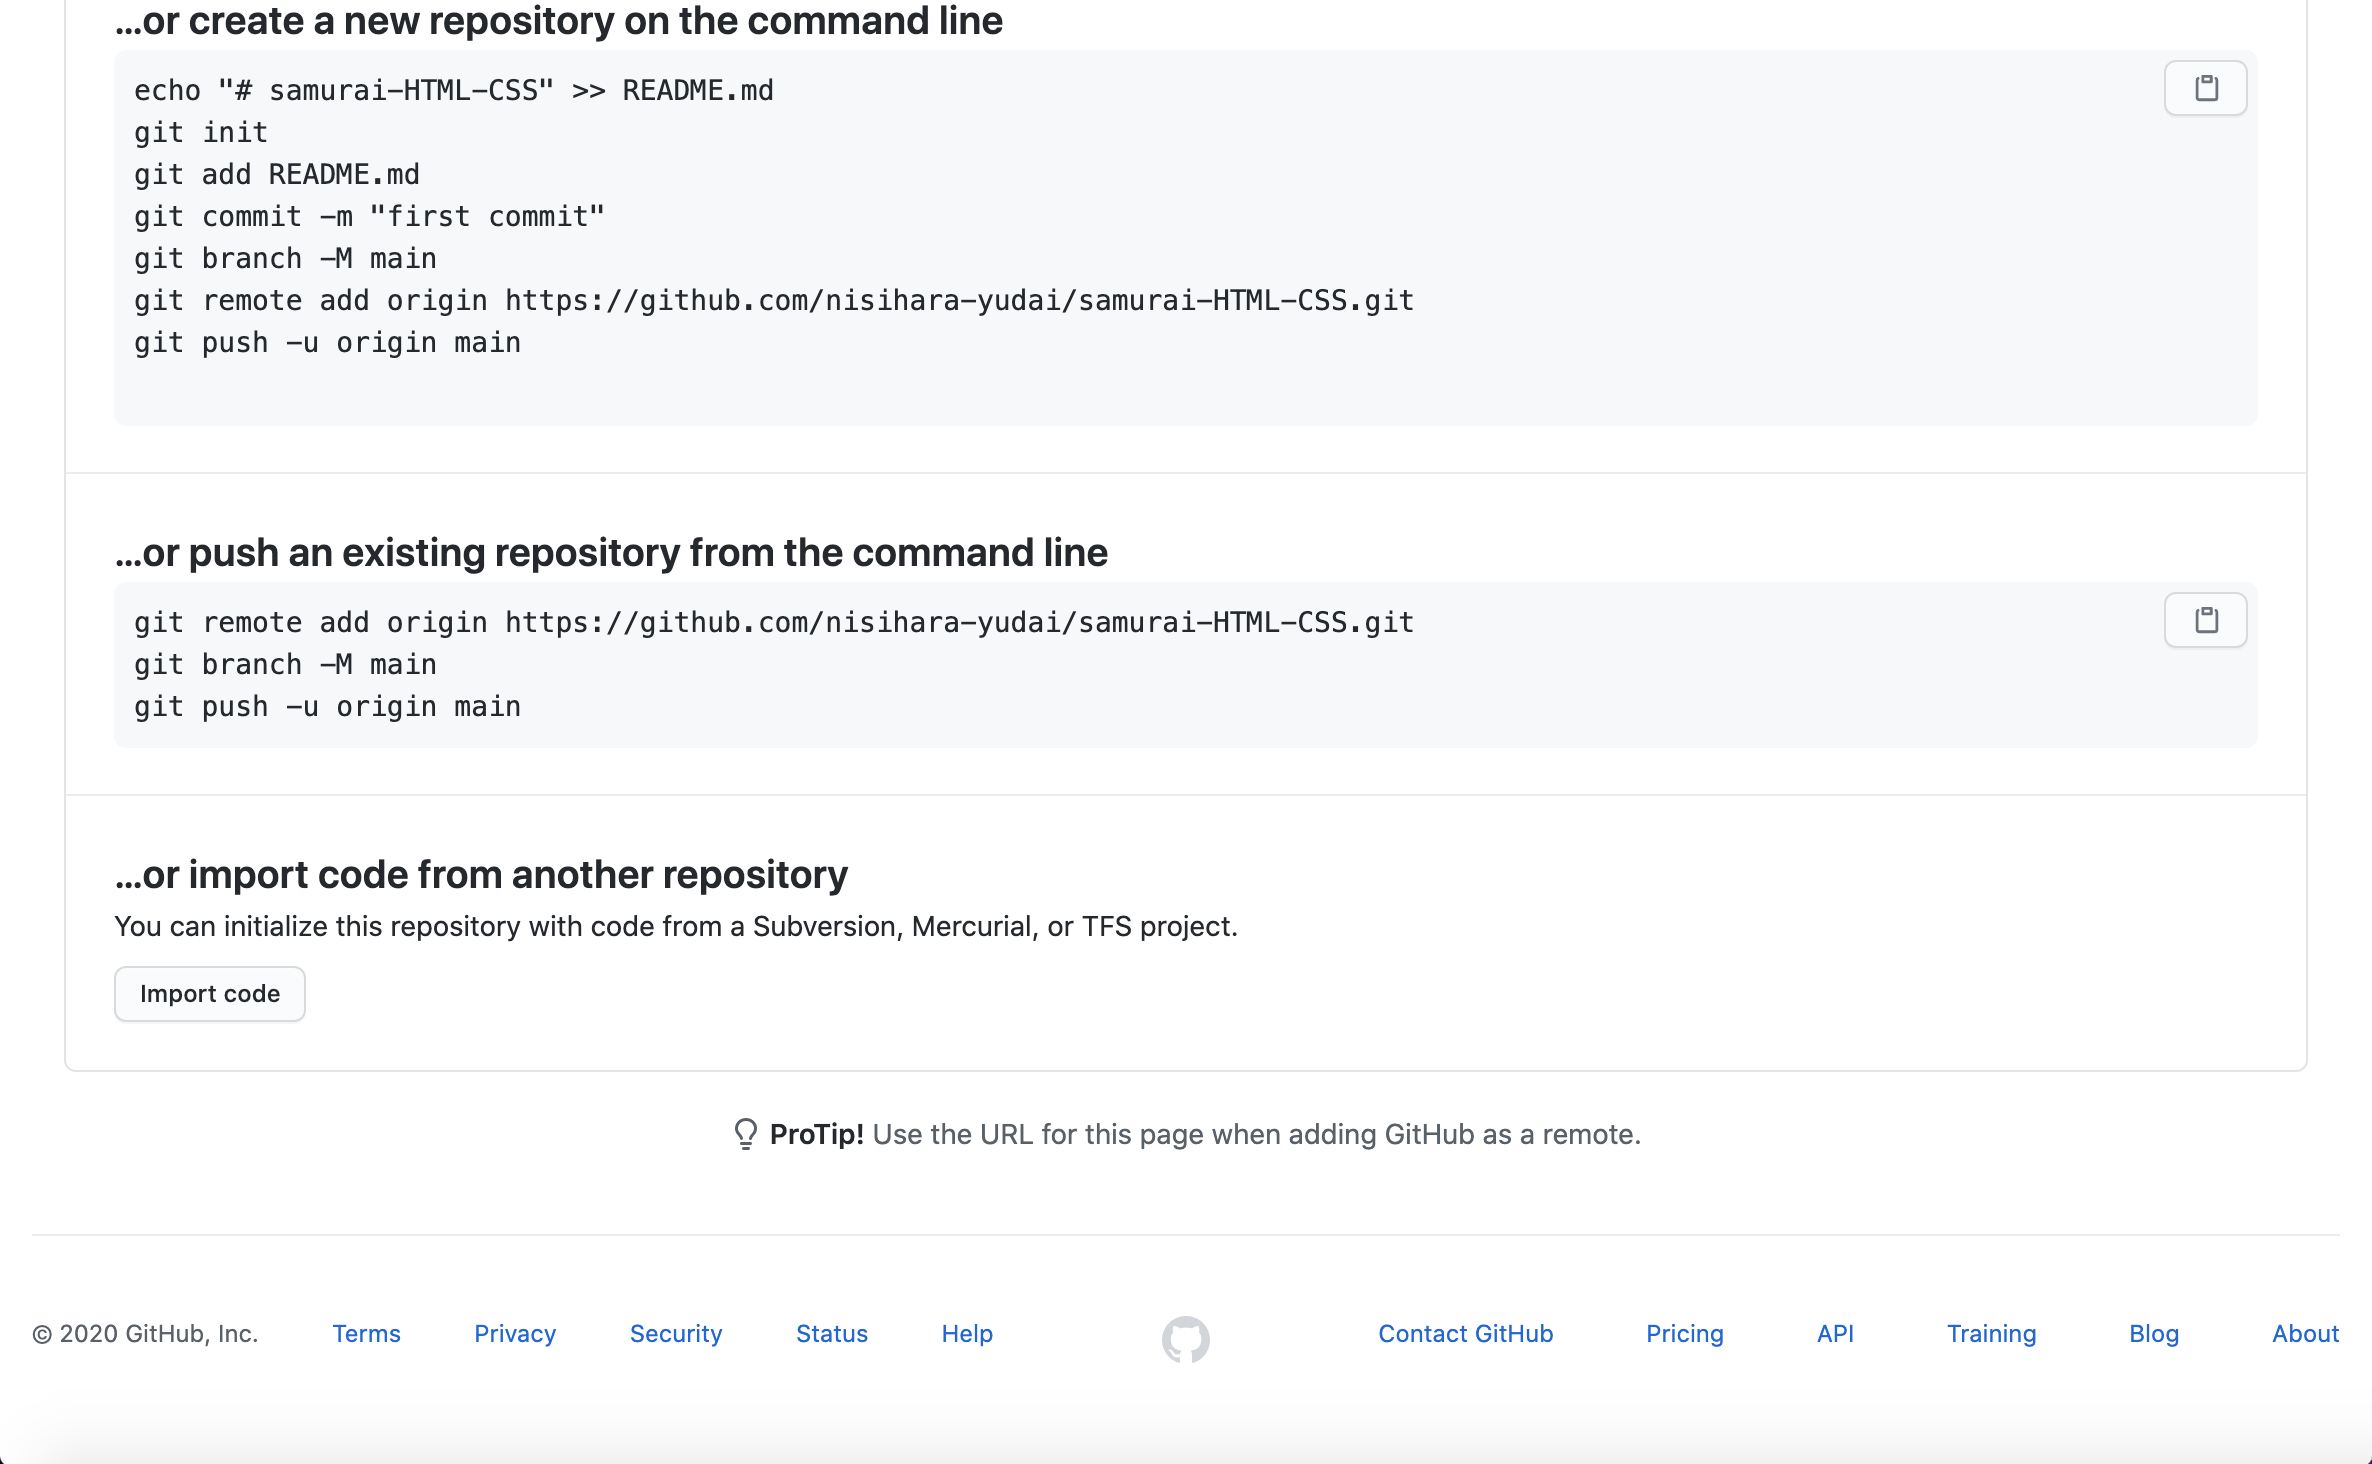 ...or create a new repository on the command line
echo "# samurai-HTML-CSS" >> README.md
git init
git add README.md
git commit -m "first commit"
git branch -M main
git remote add origin https://github.com/nisihara-yudai/samurai-HTML-CSS.git
git push -u origin main
...or push an existing repository from the command line
git remote add origin https://github.com/nisihara-yudai/samurai-HTML-CSS.git
git branch -M main
git push -u origin main
...or import code from another repository
You can initialize this repository with code from a Subversion, Mercurial, or TFS project.
Import code
ProTip! Use the URL for this page when adding GitHub as a remote.
© 2020 GitHub, Inc. Terms Privacy Security Status Help Contact GitHub Pricing API Training Blog About